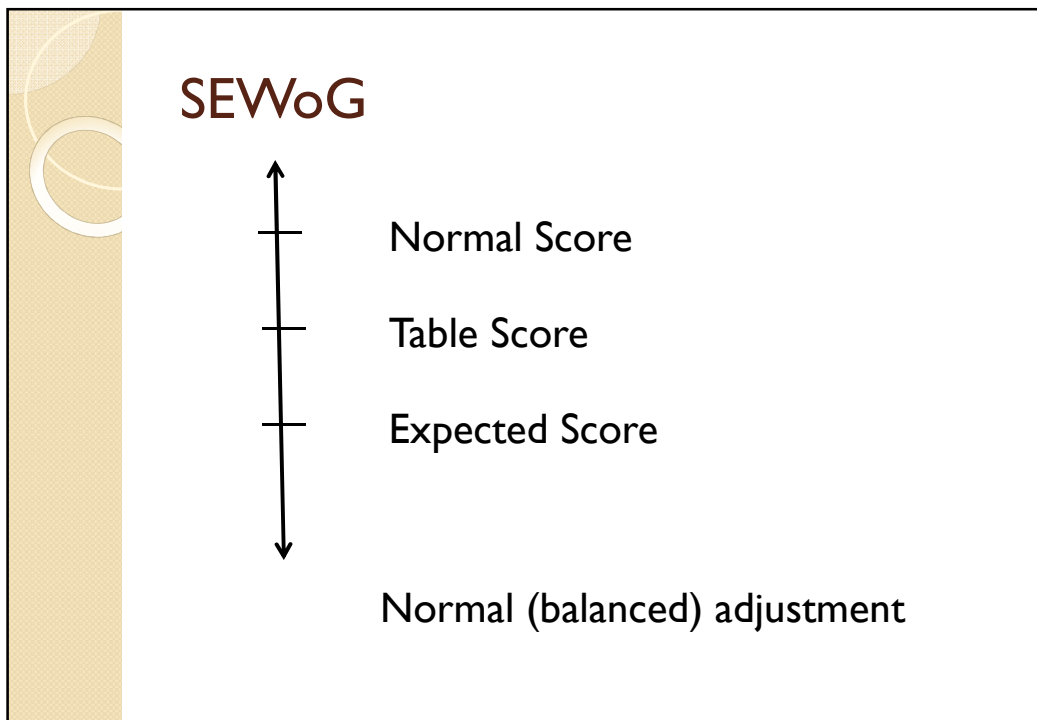 SEWoG
Normal Score
Table Score
Expected Score
Normal (balanced) adjustment